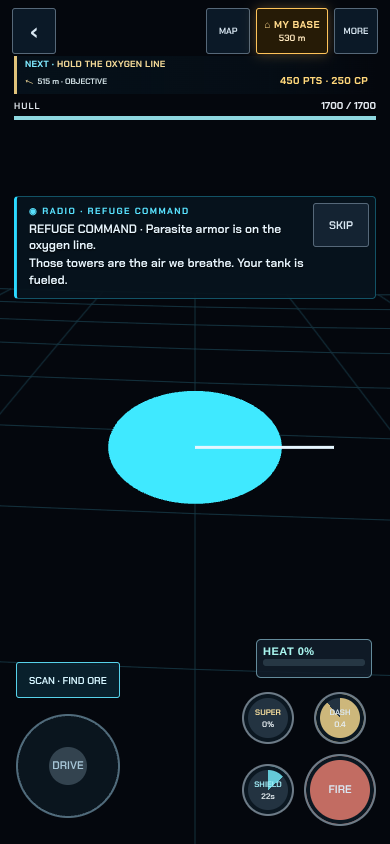 ‹
MAP
⌂ MY BASE
530 m
MORE
NEXT · HOLD THE OXYGEN LINE
515 m · OBJECTIVE
450 PTS · 250 CP
HULL
1700 / 1700
◉ RADIO · REFUGE COMMAND
REFUGE COMMAND · Parasite armor is on the
oxygen line.
Those towers are the air we breathe. Your tank is
fueled.
SKIP
HEAT 0%
SCAN · FIND ORE
SUPER
0%
DASH
0.4
DRIVE
SHIELD
22s
FIRE